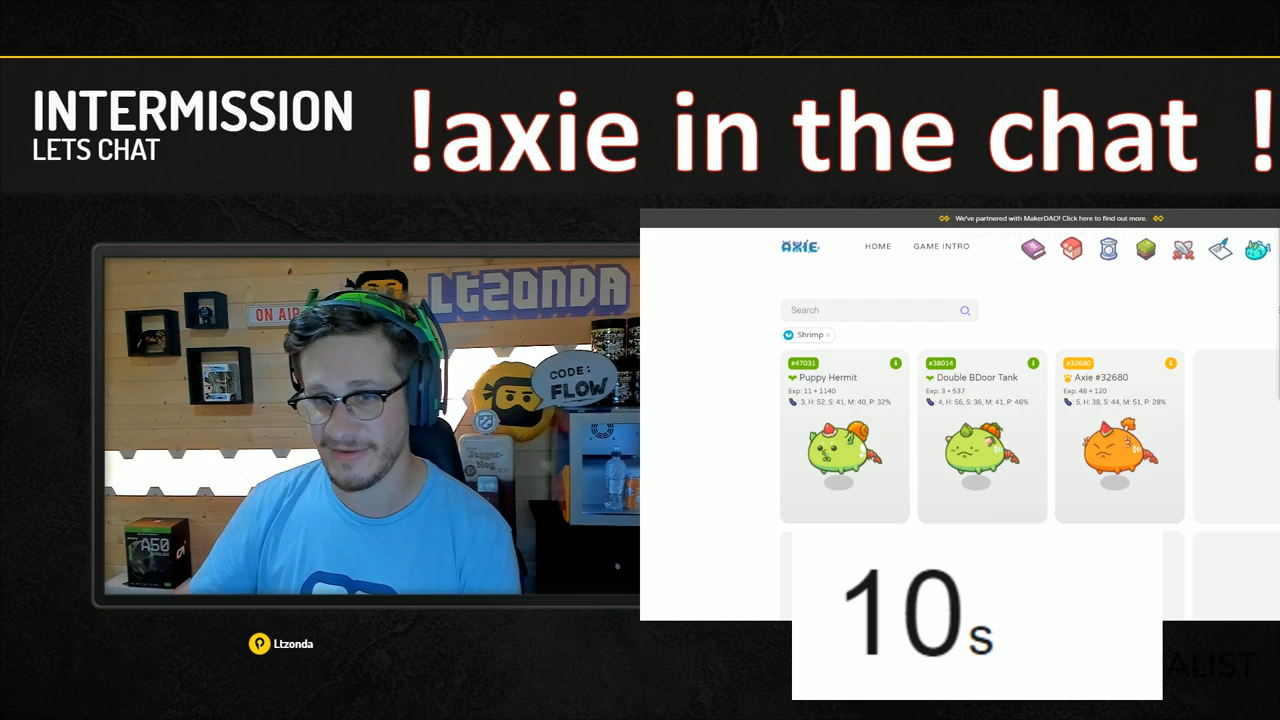 INTERMISSION
LETS CHAT
!axie in the chat !
We've partnered with MakerDAO! Click here to find out more.
AXIE
HOME GAME INTRO
Search
Shrimp x
#47031
Puppy Hermit
Exp: 11 + 1140
3, H: 52, S: 41, M: 40, P: 32%
#38014
Double BDoor Tank
Exp: 3 + 537
4, H: 56, S: 36, M: 41, P: 46%
#32680
Axie #32680
Exp: 48 + 120
5, H: 38, S: 44, M: 51, P: 28%
LTZONDA
ON AIR
CODE:
FLOW
Jugger-
Nog
A50
10s
Ltzonda
ALIST